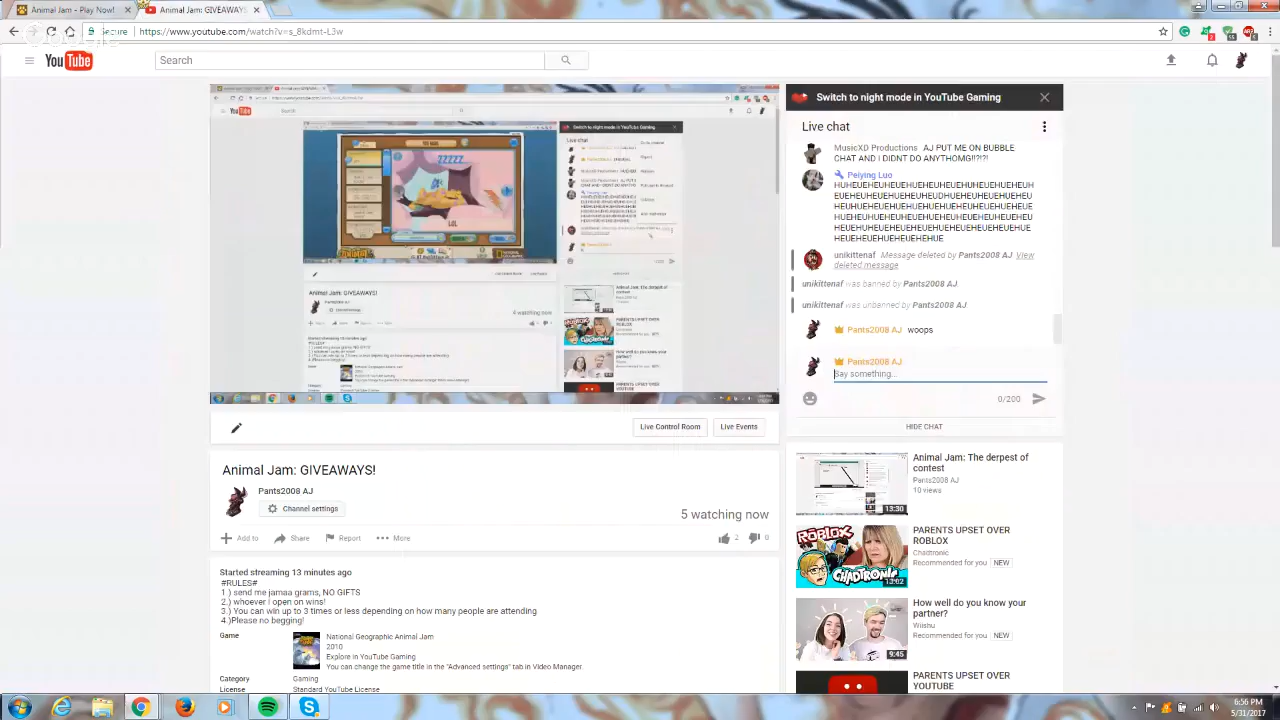 Animal Jam - Play Now!
Animal Jam: GIVEAWAYS
Secure
https://www.youtube.com/watch?v=s_8kdmt-L3w
YouTube
Search
Switch to night mode in YouTube Gaming
Live chat
MusicXD Productions AJ PUT ME ON BUBBLE
CHAT AND I DIDNT DO ANYTHOMG!!?!?!
Peiying Luo
unikittenaf Message deleted by Pants2008 AJ View
deleted message
unikittenaf was banned by Pants2008 AJ.
unikittenaf was unbanned by Pants2008 AJ.
Pants2008 AJ woops
Pants2008 AJ
Say something...
0/200
HIDE CHAT
Live Control Room
Live Events
Animal Jam: GIVEAWAYS!
Pants2008 AJ
Channel settings
5 watching now
Add to
Share
Report
More
2
0
Started streaming 13 minutes ago
#RULES#
1.) send me jamaa grams, NO GIFTS
2.) whoever I open on wins!
3.) You can win up to 3 times or less depending on how many people are attending
4.)Please no begging!
Game
National Geographic Animal Jam
2010
Explore in YouTube Gaming
You can change the game title in the "Advanced settings" tab in Video Manager.
Category
Gaming
License
Standard YouTube License
Animal Jam: The derpest of
contest
Pants2008 AJ
10 views
13:30
PARENTS UPSET OVER
ROBLOX
Chadtronic
Recommended for you NEW
ROBLOX
CHADTRONIC
13:02
How well do you know your
partner?
Wiishu
Recommended for you NEW
9:45
PARENTS UPSET OVER
YOUTUBE
6:56 PM
5/31/2017